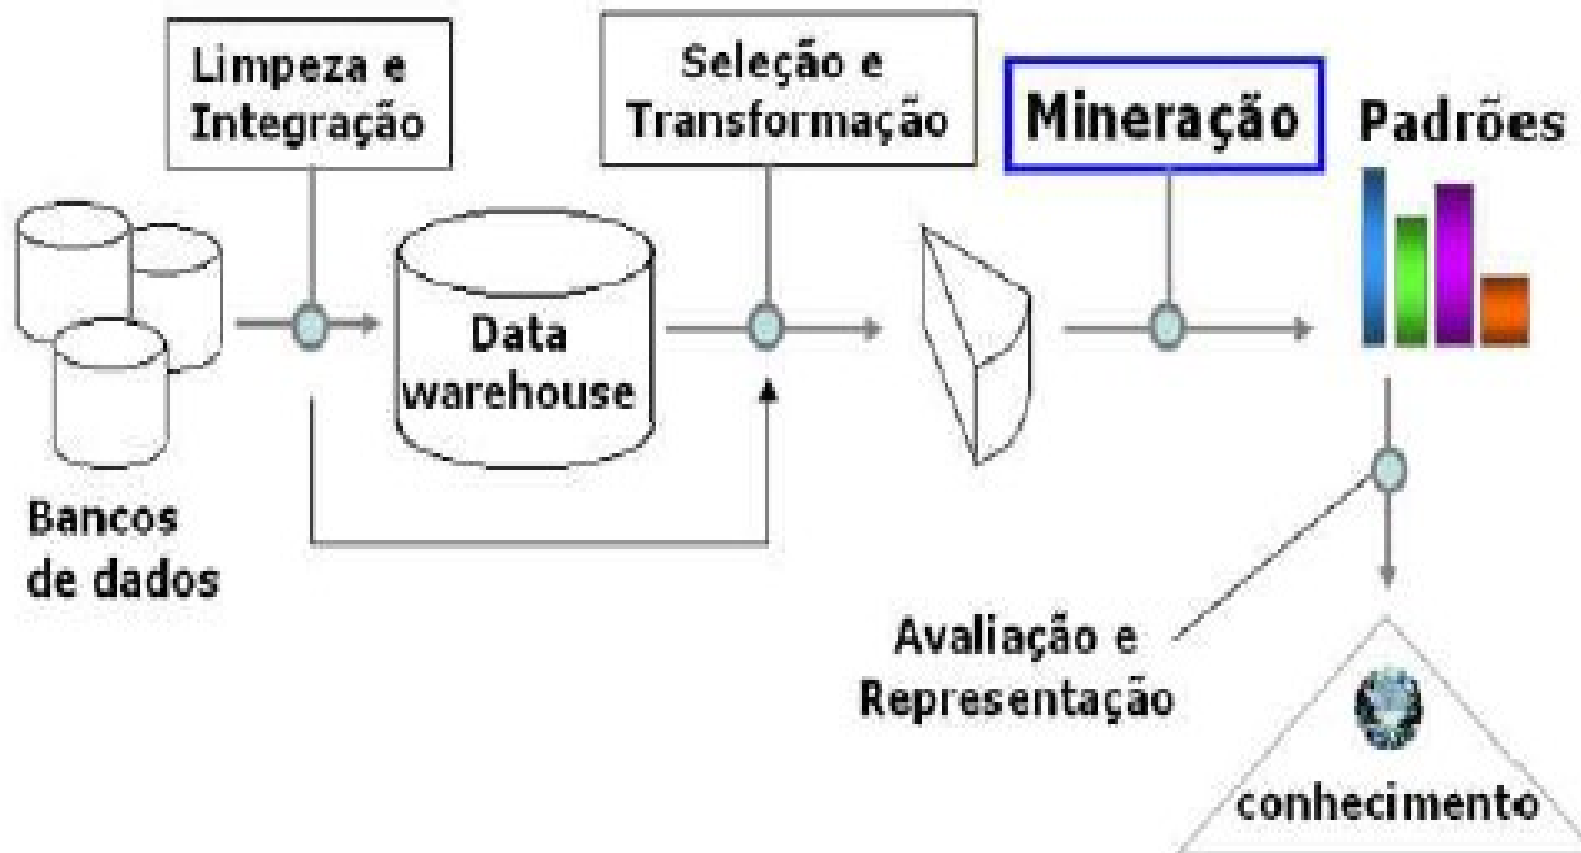 Limpeza e
Integração
Seleção e
Transformação
Mineração
Padrões
Data
warehouse
Bancos
de dados
Avaliação e
Representação
conhecimento